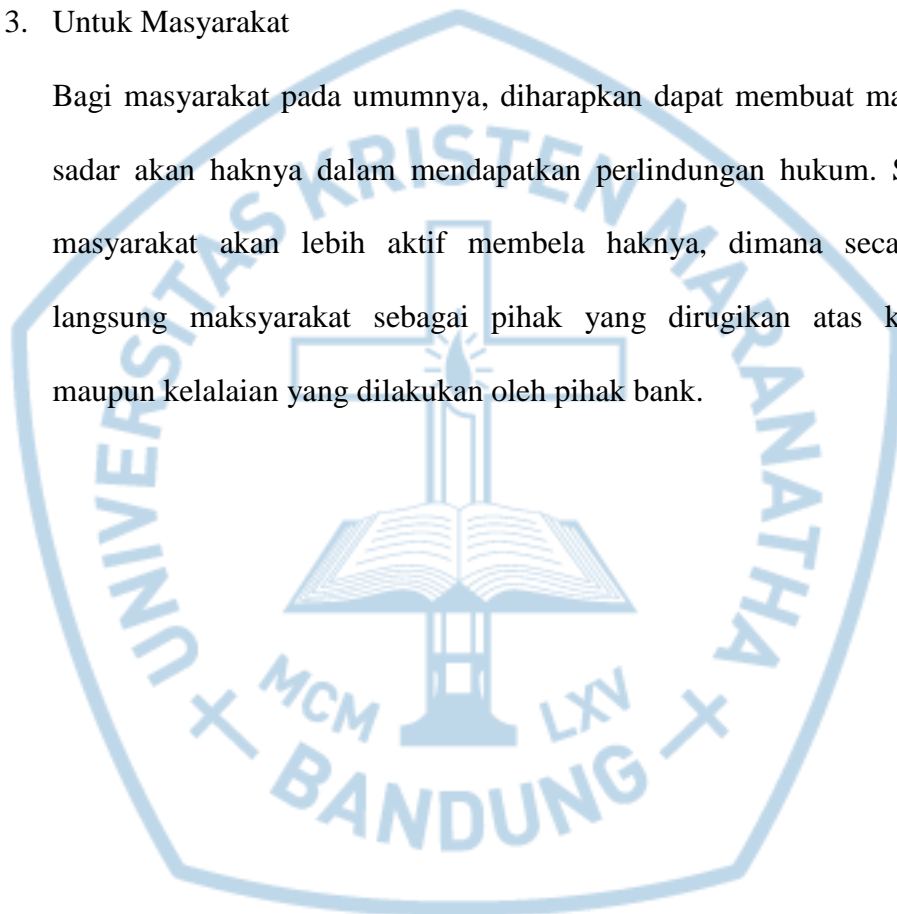 3. Untuk Masyarakat
Bagi masyarakat pada umumnya, diharapkan dapat membuat ma
sadar akan haknya dalam mendapatkan perlindungan hukum.
masyarakat akan lebih aktif membela haknya, dimana seca
langsung maksyarakat sebagai pihak yang dirugikan atas k
maupun kelalaian yang dilakukan oleh pihak bank.
UNIVERSITAS KRISTEN MARANATHA
MCM LXV
BANDUNG